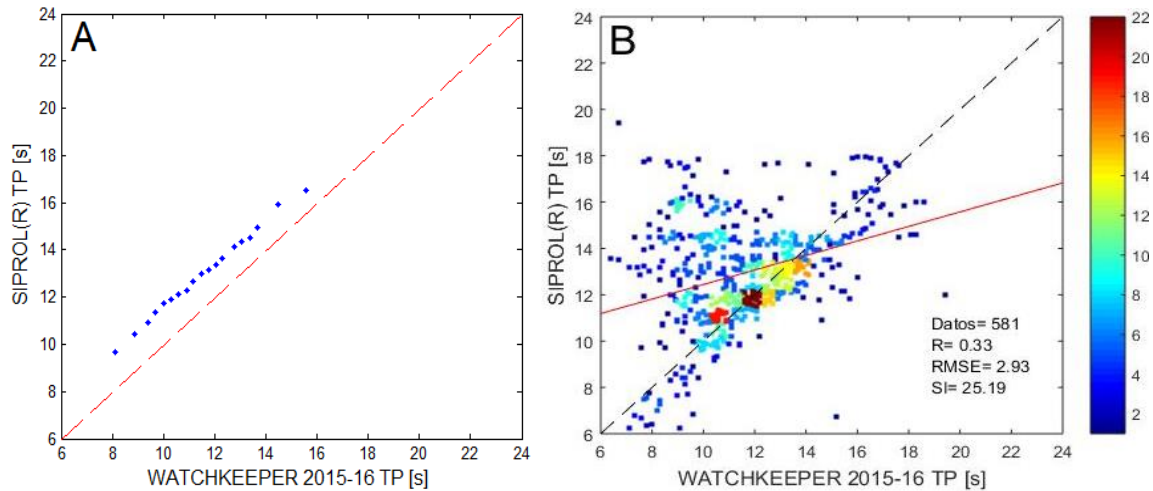 A
24
22
20
18
16
14
12
10
8
6
SIPROL(R) TP [s]
6 8 10 12 14 16 18 20 22 24
WATCHKEEPER 2015-16 TP [s]
B
24
22
20
18
16
14
12
10
8
6
SIPROL(R) TP [s]
Datos= 581
R= 0.33
RMSE= 2.93
SI= 25.19
6 8 10 12 14 16 18 20 22 24
WATCHKEEPER 2015-16 TP [s]
22
20
18
16
14
12
10
8
6
4
2